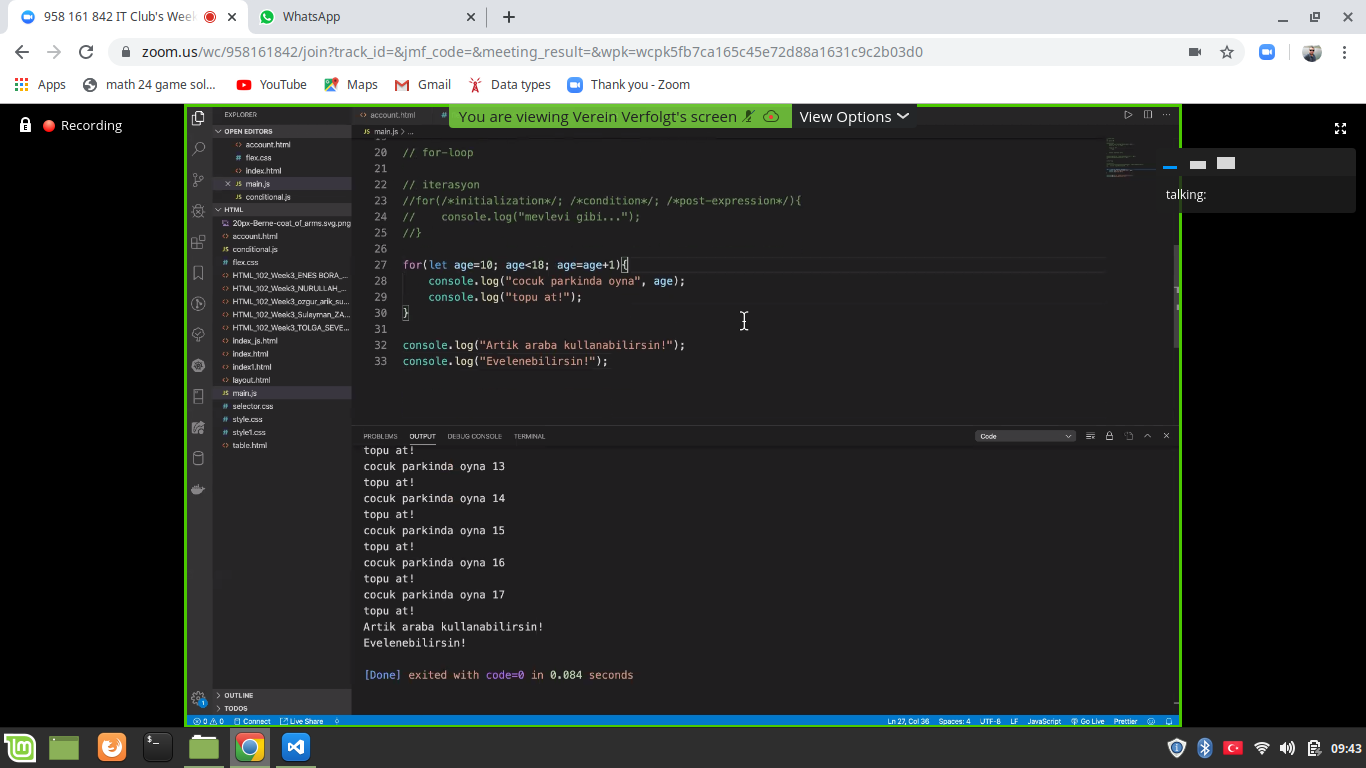 958 161 842 IT Club's Wee
WhatsApp
zoom.us/wc/958161842/join?track_id=&jmf_code=&meeting_result=&wpk=wcpk5fb7ca165c45e72d88a1631c9c2b03d0
Apps math 24 game sol... YouTube Maps Gmail Data types Thank you - Zoom
Recording
You are viewing Verein Verfolgt's screen View Options
talking:
EXPLORER
OPEN EDITORS
account.html
flex.css
index.html
main.js
conditional.js
HTML
20px-Berne-coat_of_arms.svg.png
account.html
conditional.js
flex.css
HTML_102_Week3_ENES BORA_...
HTML_102_Week3_NURULLAH_...
HTML_102_Week3_ozgur_arik_su...
HTML_102_Week3_Suleyman_ZA...
HTML_102_Week3_TOLGA_SEVE...
index_js.html
index.html
index1.html
layout.html
main.js
selector.css
style.css
style1.css
table.html
OUTLINE
TODOS
account.html #
main.js > ...
20 // for-loop
21
22 // iterasyon
23 //for(/*initialization*/; /*condition*/; /*post-expression*/){
24 //    console.log("mevlevi gibi...");
25 //}
26
27 for(let age=10; age<18; age=age+1){
28     console.log("cocuk parkinda oyna", age);
29     console.log("topu at!");
30 }
31
32 console.log("Artik araba kullanabilirsin!");
33 console.log("Evelenebilirsin!");
PROBLEMS OUTPUT DEBUG CONSOLE TERMINAL Code
topu at!
cocuk parkinda oyna 13
topu at!
cocuk parkinda oyna 14
topu at!
cocuk parkinda oyna 15
topu at!
cocuk parkinda oyna 16
topu at!
cocuk parkinda oyna 17
topu at!
Artik araba kullanabilirsin!
Evelenebilirsin!
[Done] exited with code=0 in 0.084 seconds
0 0 Connect Live Share Ln 27, Col 36 Spaces: 4 UTF-8 LF JavaScript Go Live Prettier
09:43